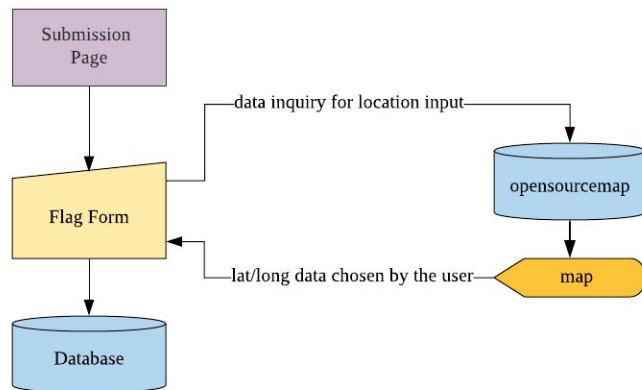 Submission
Page
data inquiry for location input
opensourcemap
Flag Form
lat/long data chosen by the user
map
Database